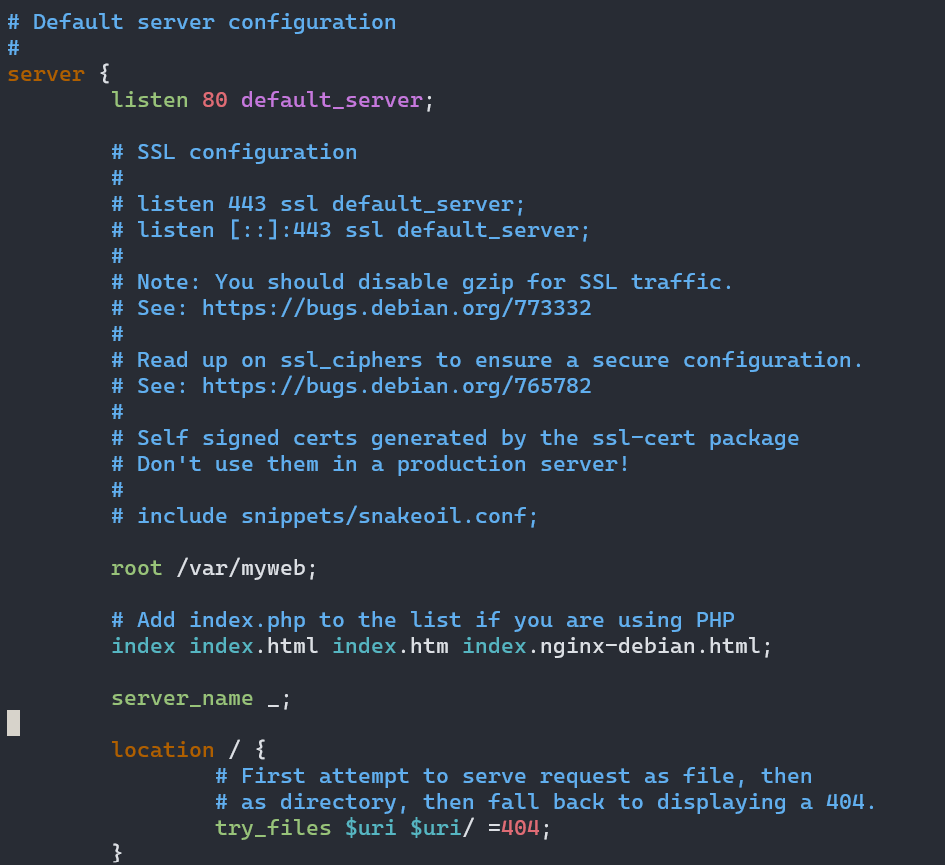 # Default server configuration
#
server {
        listen 80 default_server;

        # SSL configuration
        #
        # listen 443 ssl default_server;
        # listen [::]:443 ssl default_server;
        #
        # Note: You should disable gzip for SSL traffic.
        # See: https://bugs.debian.org/773332
        #
        # Read up on ssl_ciphers to ensure a secure configuration.
        # See: https://bugs.debian.org/765782
        #
        # Self signed certs generated by the ssl-cert package
        # Don't use them in a production server!
        #
        # include snippets/snakeoil.conf;

        root /var/myweb;

        # Add index.php to the list if you are using PHP
        index index.html index.htm index.nginx-debian.html;

        server_name _;

        location / {
                # First attempt to serve request as file, then
                # as directory, then fall back to displaying a 404.
                try_files $uri $uri/ =404;
        }